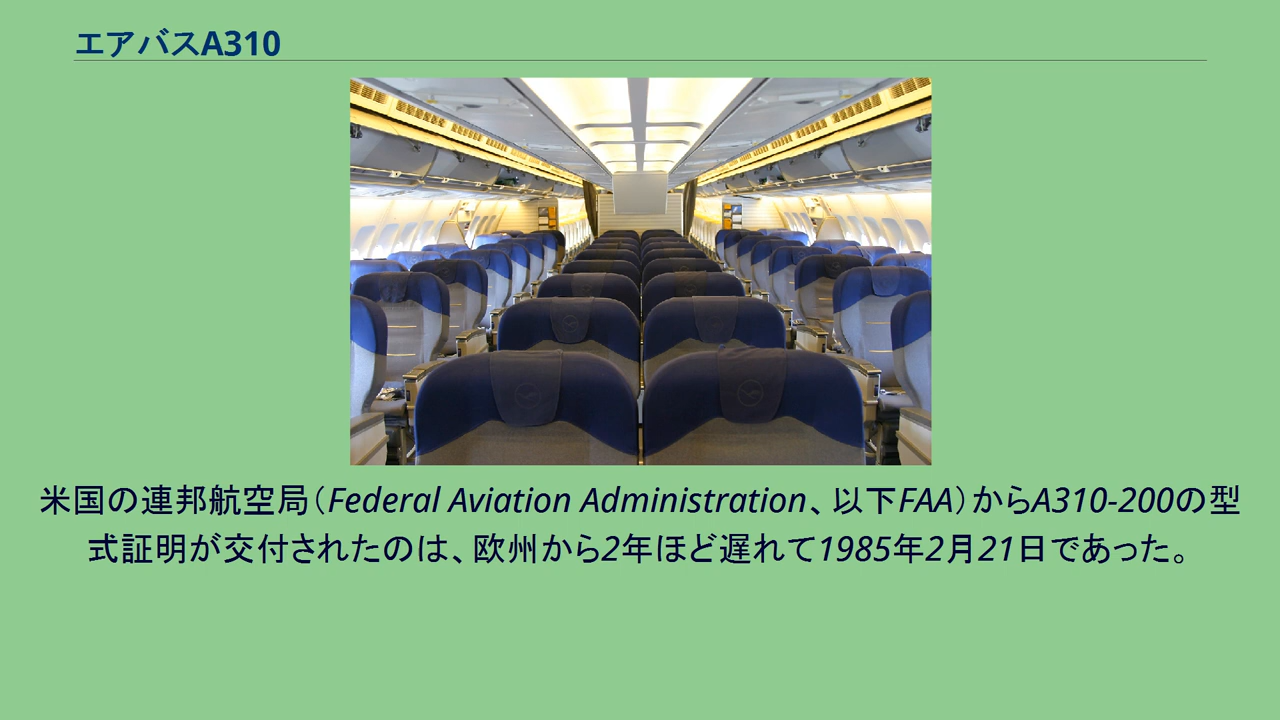 エアバスA310
米国の連邦航空局（Federal Aviation Administration、以下FAA）からA310-200の型
式証明が交付されたのは、欧州から2年ほど遅れて1985年2月21日であった。